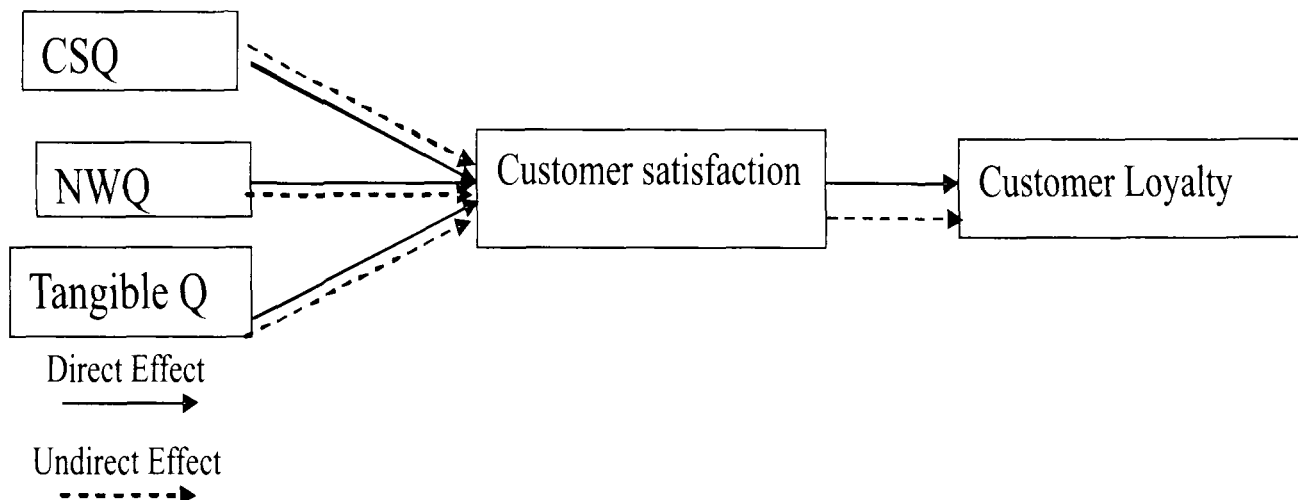 CSQ
NWQ
Tangible Q
Customer satisfaction
Customer Loyalty
Direct Effect
Undirect Effect